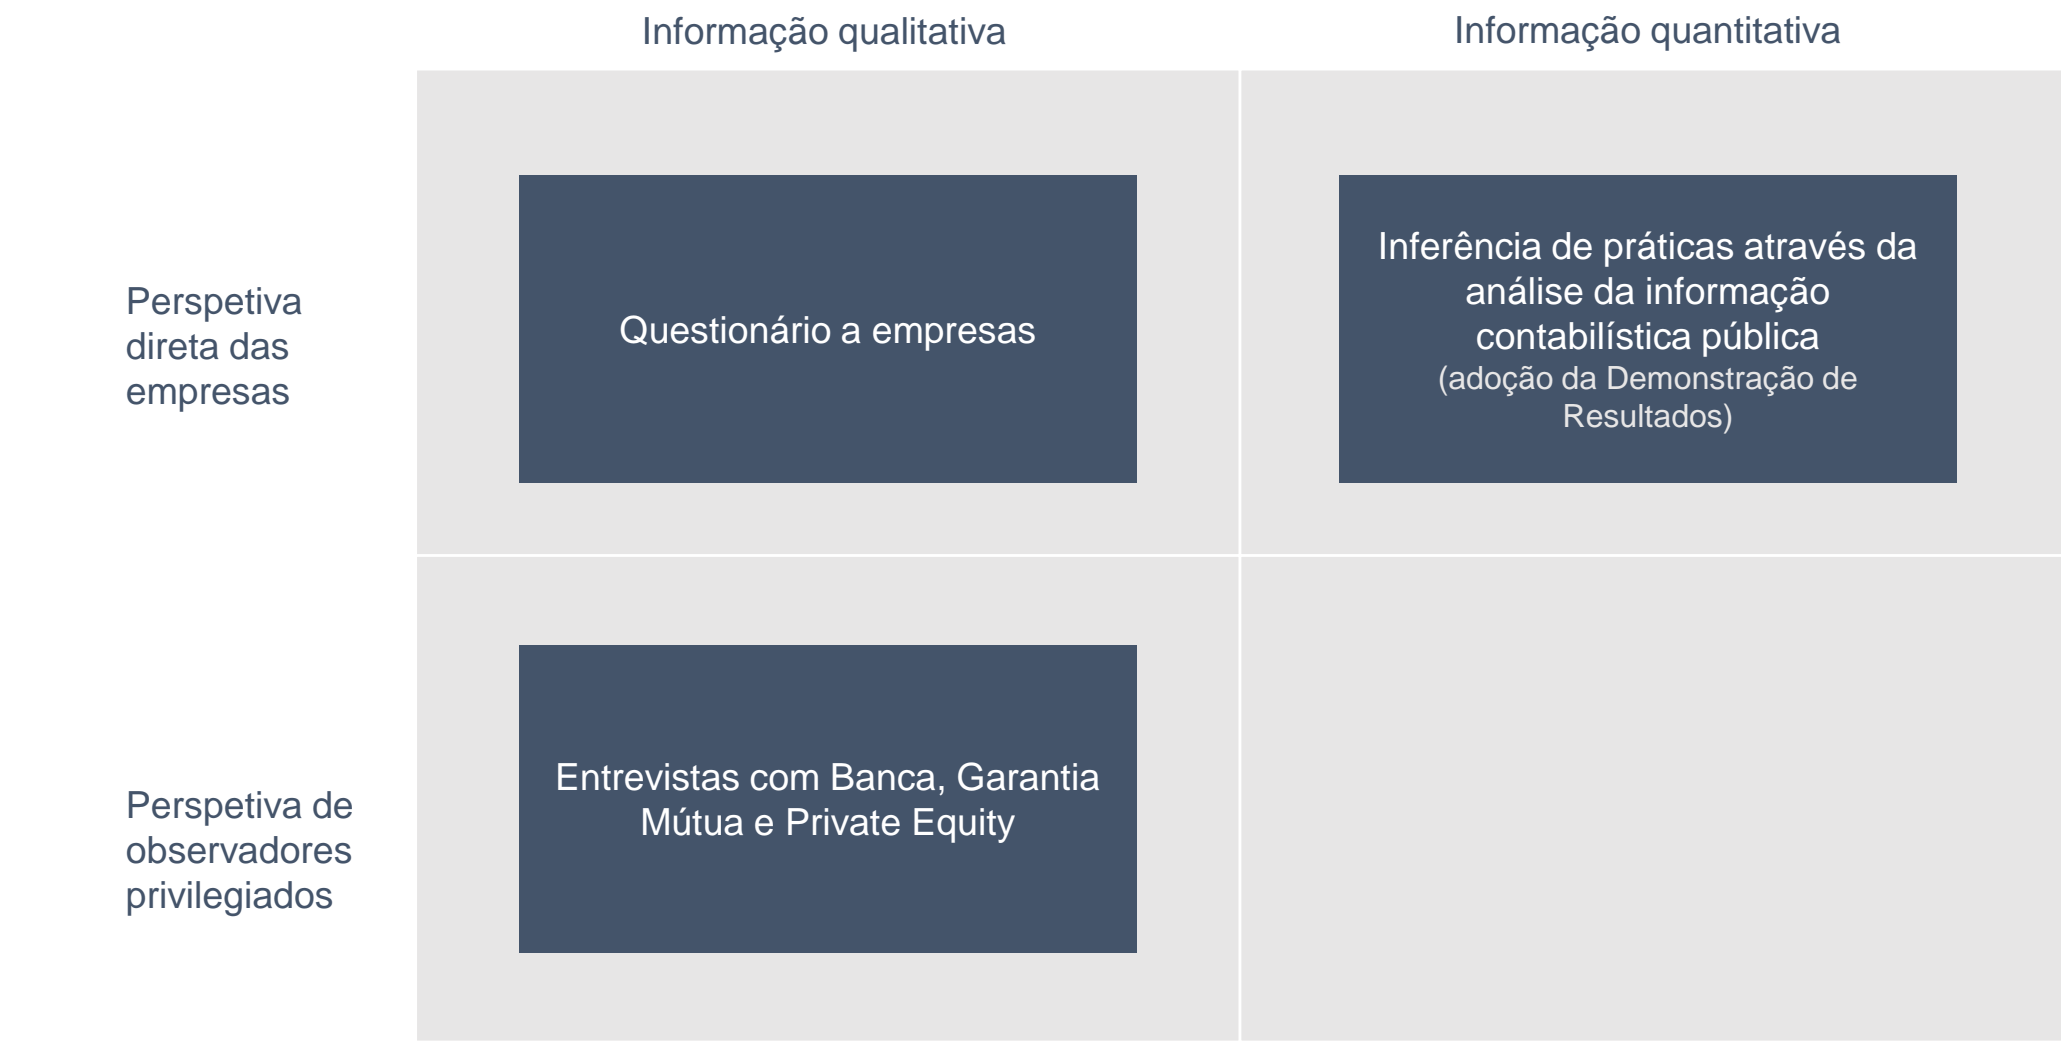 Informação qualitativa
Informação quantitativa
Perspetiva
direta das
empresas
Questionário a empresas
Inferência de práticas através da
análise da informação
contabilística pública
(adoção da Demonstração de
Resultados)
Perspetiva de
observadores
privilegiados
Entrevistas com Banca, Garantia
Mútua e Private Equity